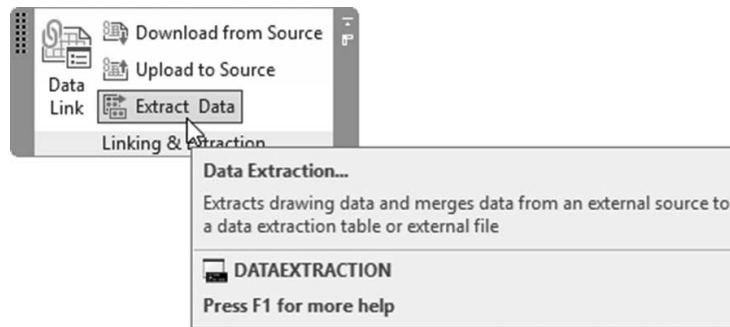 Download from Source
Upload to Source
Data
Link
Extract Data
Linking & Extraction
Data Extraction...
Extracts drawing data and merges data from an external source to
a data extraction table or external file
DATAEXTRACTION
Press F1 for more help